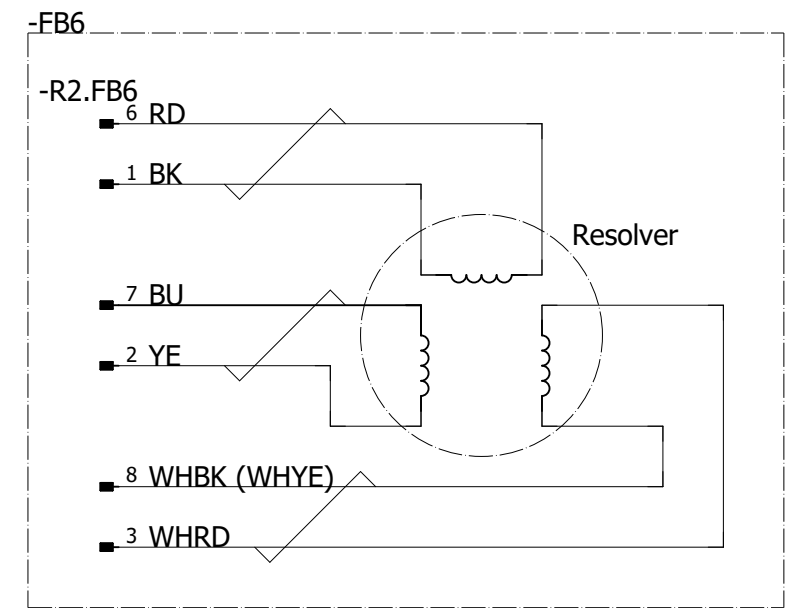 -FB6
-R2.FB6
6 RD
1 BK
Resolver
7 BU
2 YE
8 WHBK (WHYE)
3 WHRD